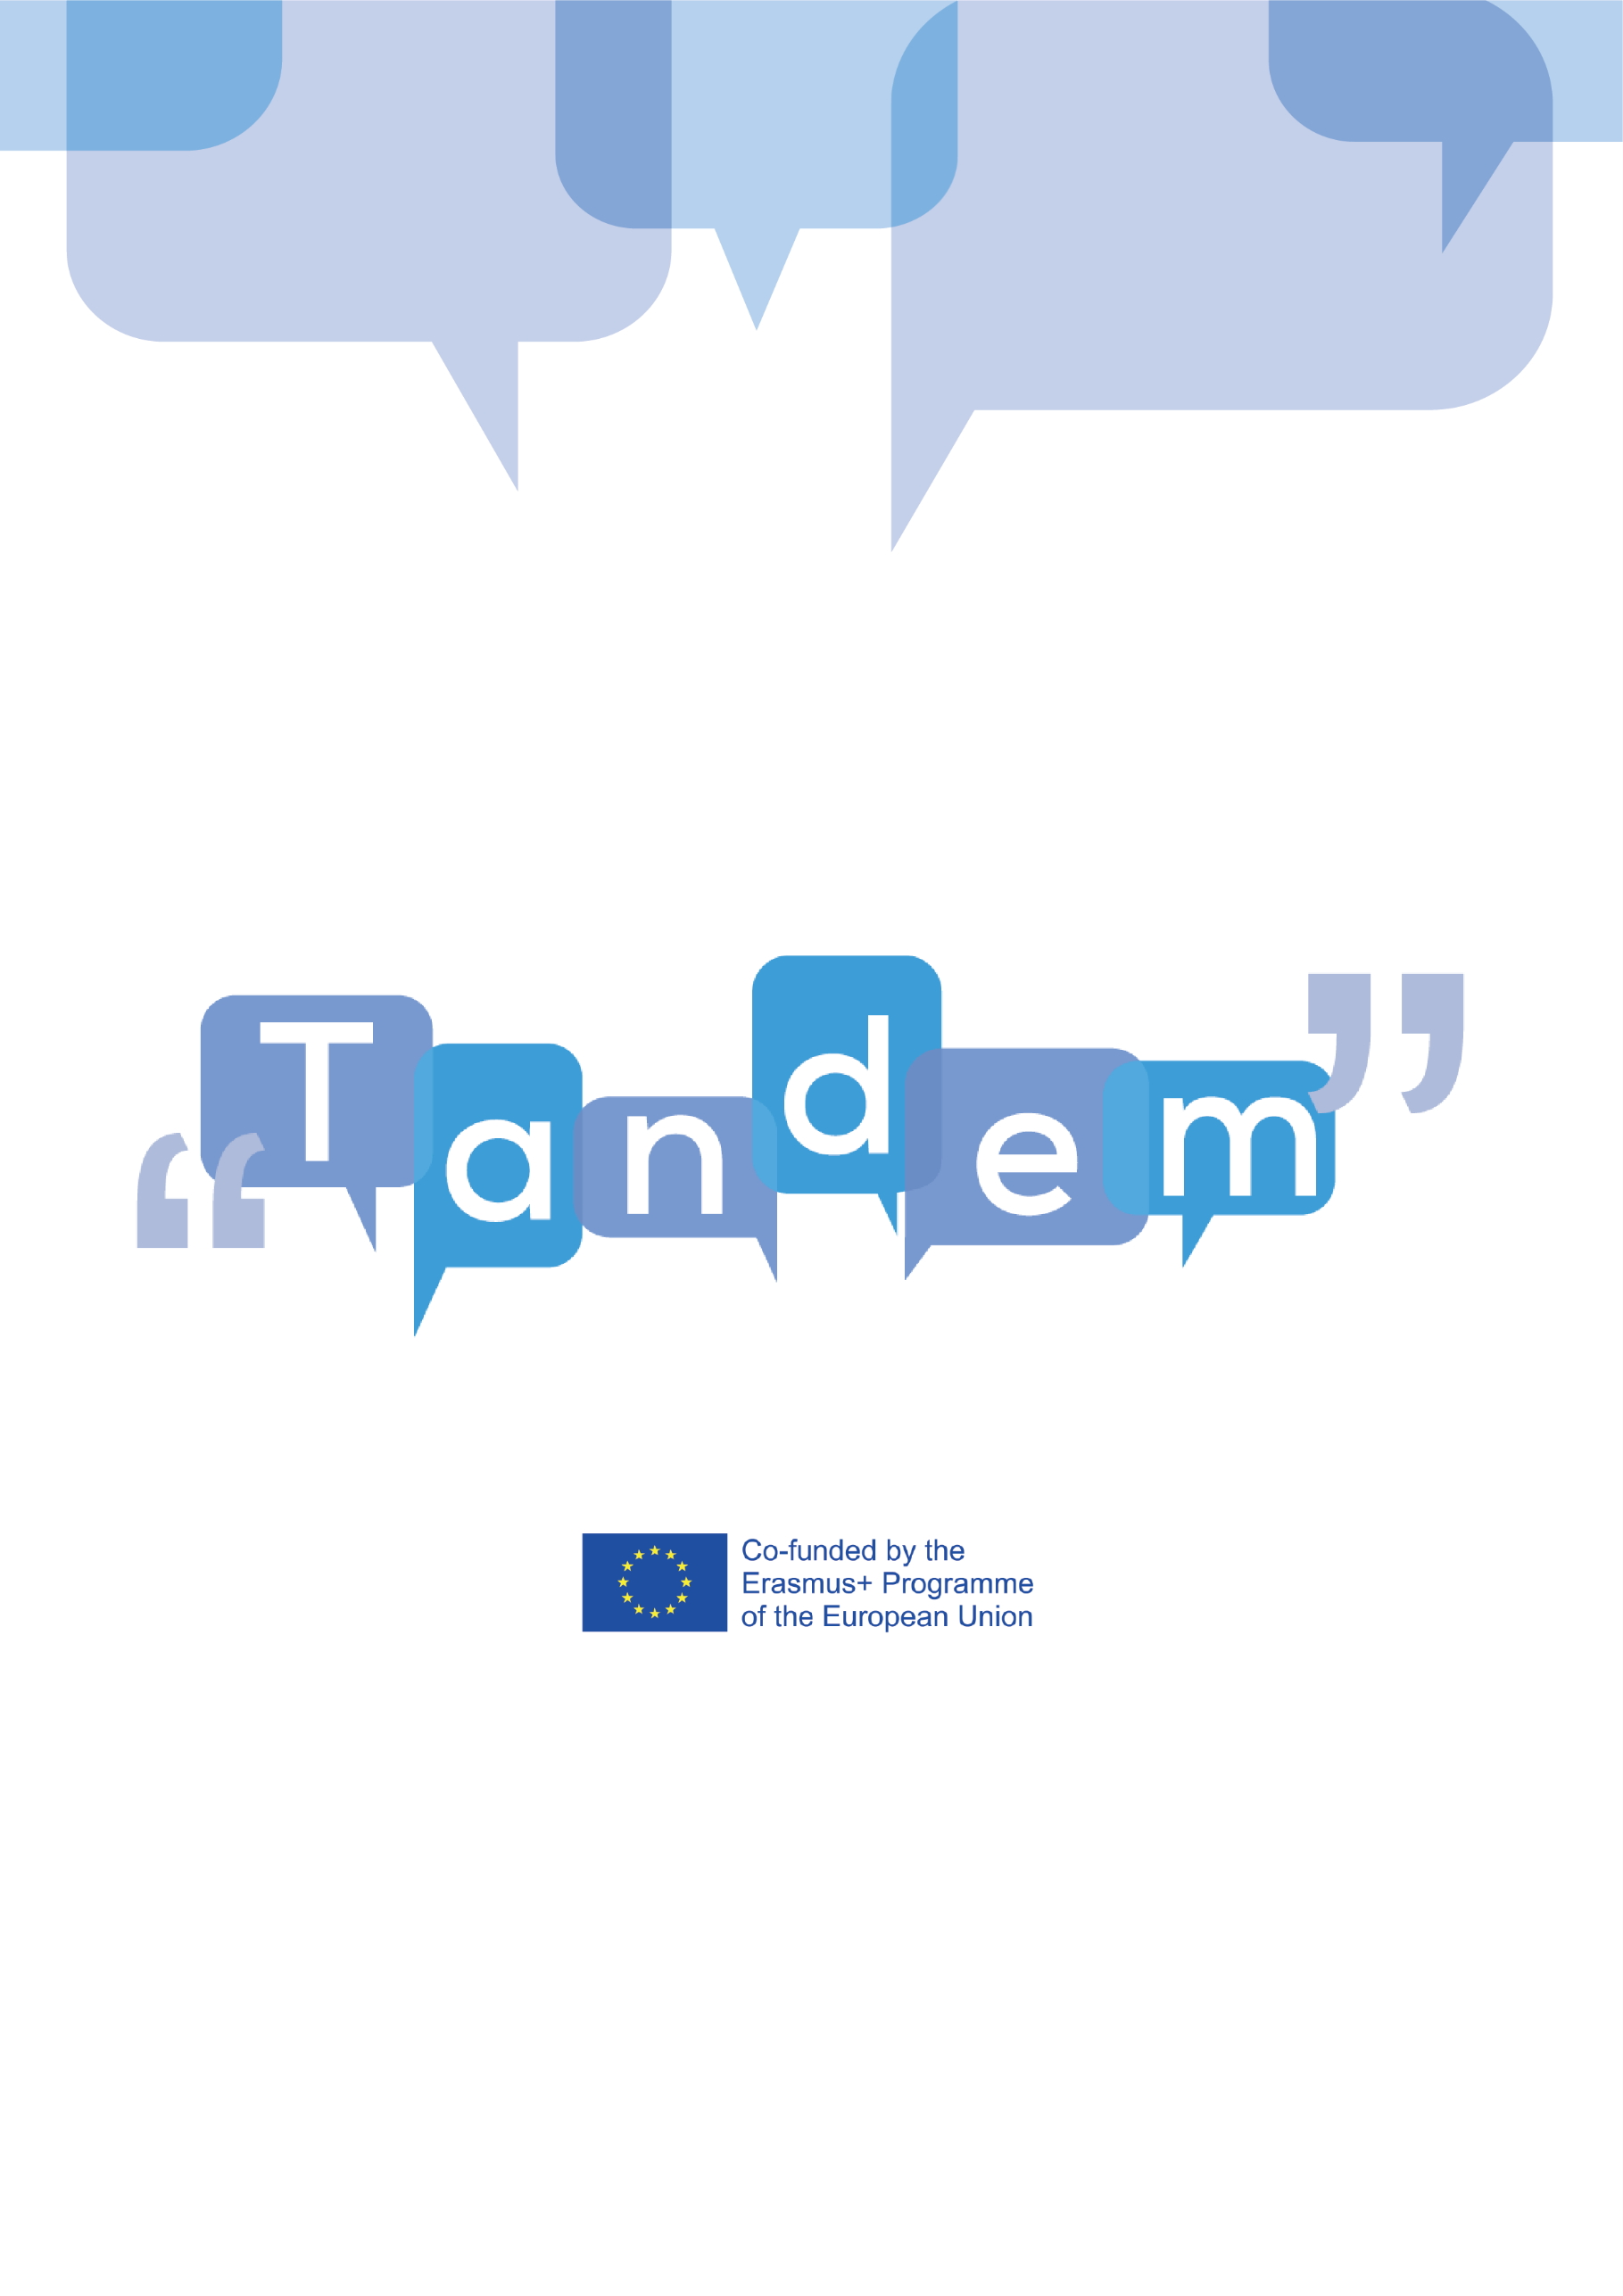 “Tandem”
Co-funded by the
Erasmus+ Programme
of the European Union